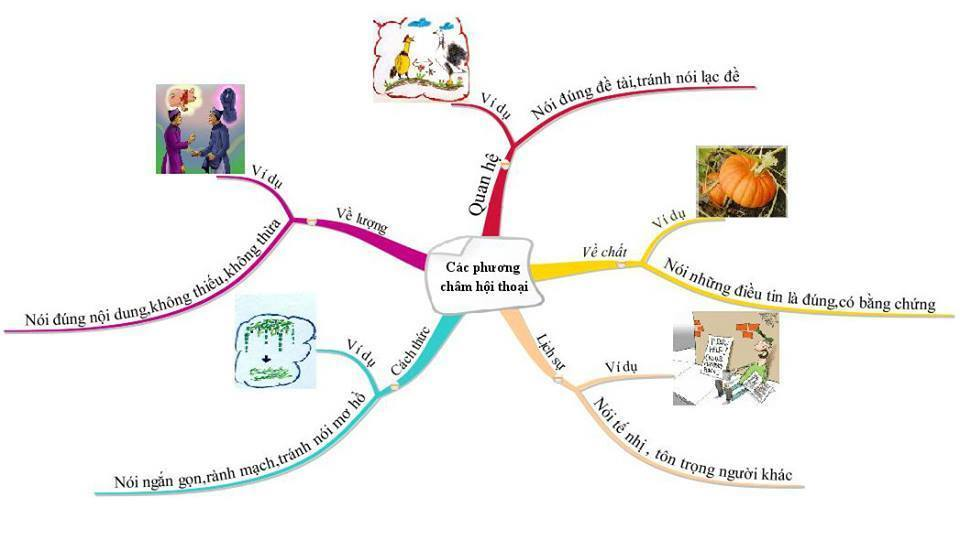 Các phương
châm hội thoại
Quan hệ
Ví dụ
Nói đúng đề tài,tránh nói lạc đề
Về chất
Ví dụ
Nói những điều tin là đúng,có bằng chứng
Lịch sự
Ví dụ
Nói tế nhị , tôn trọng người khác
Cách thức
Ví dụ
Nói ngắn gọn,rành mạch,tránh nói mơ hồ
Về lượng
Ví dụ
Nói đúng nội dung,không thiếu,không thừa